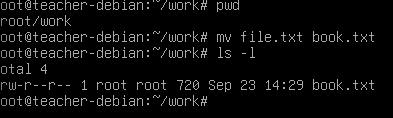 oot@teacher-debian:~/work# pwd
root/work
oot@teacher-debian:~/work# mv file.txt book.txt
oot@teacher-debian:~/work# ls -l
otal 4
rw-r--r-- 1 root root 720 Sep 23 14:29 book.txt
oot@teacher-debian:~/work#